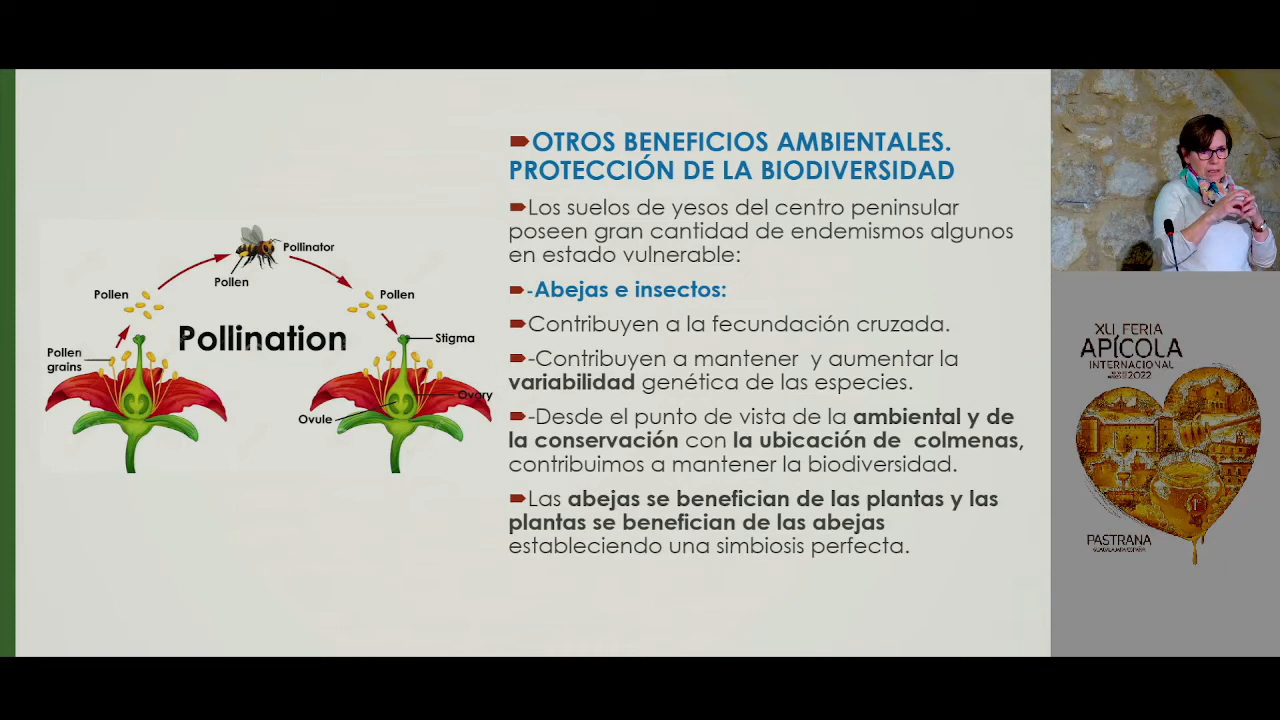 OTROS BENEFICIOS AMBIENTALES.
PROTECCIÓN DE LA BIODIVERSIDAD
Los suelos de yesos del centro peninsular
poseen gran cantidad de endemismos algunos
en estado vulnerable:
-Abejas e insectos:
Contribuyen a la fecundación cruzada.
-Contribuyen a mantener y aumentar la
variabilidad genética de las especies.
-Desde el punto de vista de la ambiental y de
la conservación con la ubicación de colmenas,
contribuimos a mantener la biodiversidad.
Las abejas se benefician de las plantas y las
plantas se benefician de las abejas
estableciendo una simbiosis perfecta.
Pollinator
Pollen
Pollen
Pollen
Pollination
Stigma
Pollen
grains
Ovary
Ovule
XLI FERIA
APÍCOLA
INTERNACIONAL
2022
PASTRANA
GUADALAJARA ESPAÑA